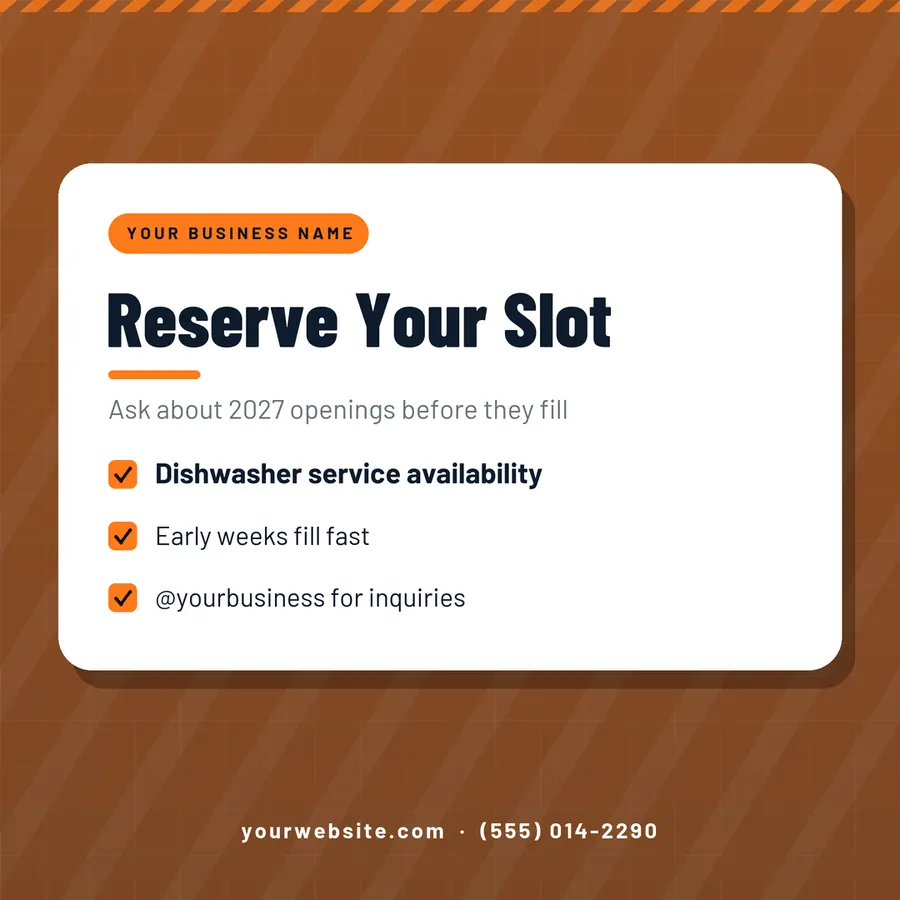 YOUR BUSINESS NAME
Reserve Your Slot
Ask about 2027 openings before they fill
Dishwasher service availability
Early weeks fill fast
@yourbusiness for inquiries
yourwebsite.com · (555) 014-2290